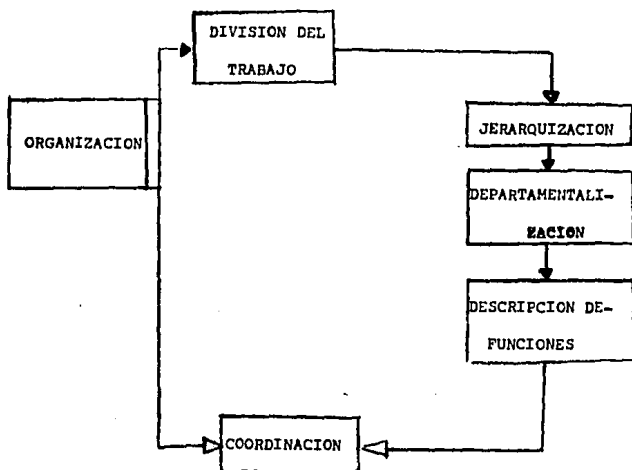 DIVISION DEL
TRABAJO
ORGANIZACION
JERARQUIZACION
DEPARTAMENTALI-
ZACION
DESCRIPCION DE-
FUNCIONES
COORDINACION